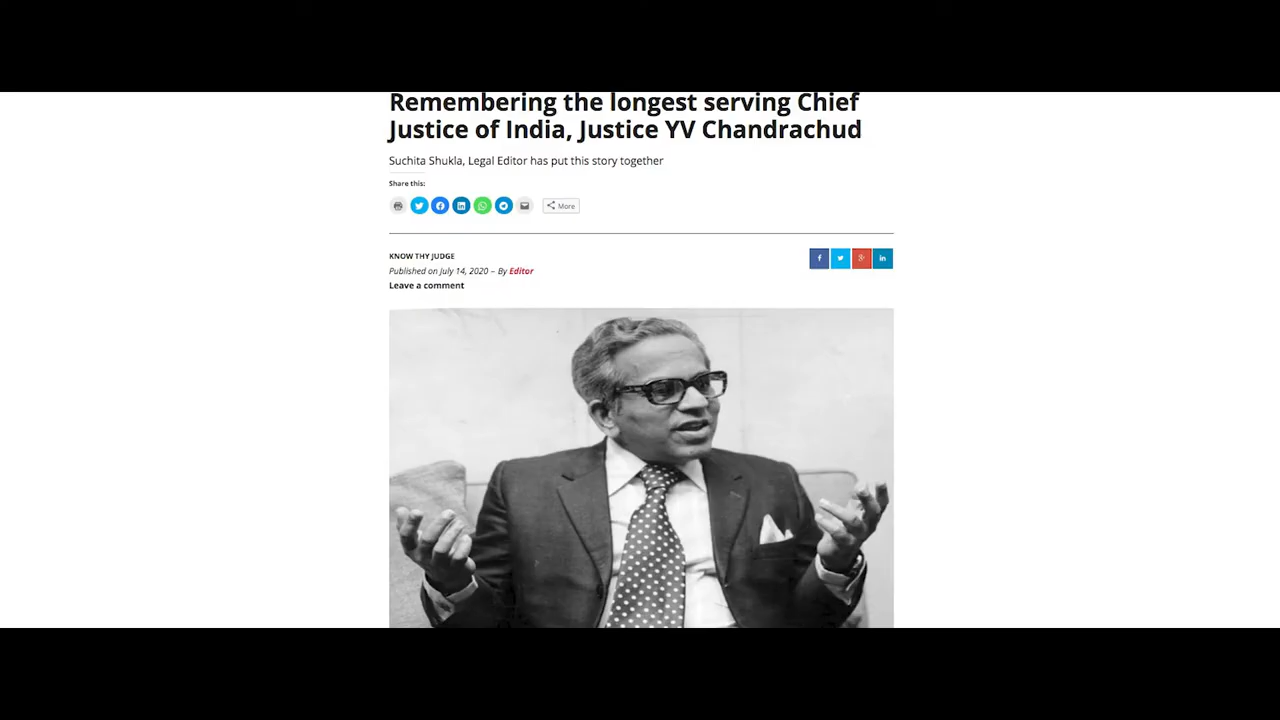 Remembering the longest serving Chief
Justice of India, Justice YV Chandrachud
Suchita Shukla, Legal Editor has put this story together
Share this:
More
KNOW THY JUDGE
Published on July 14, 2020 – By Editor
Leave a comment